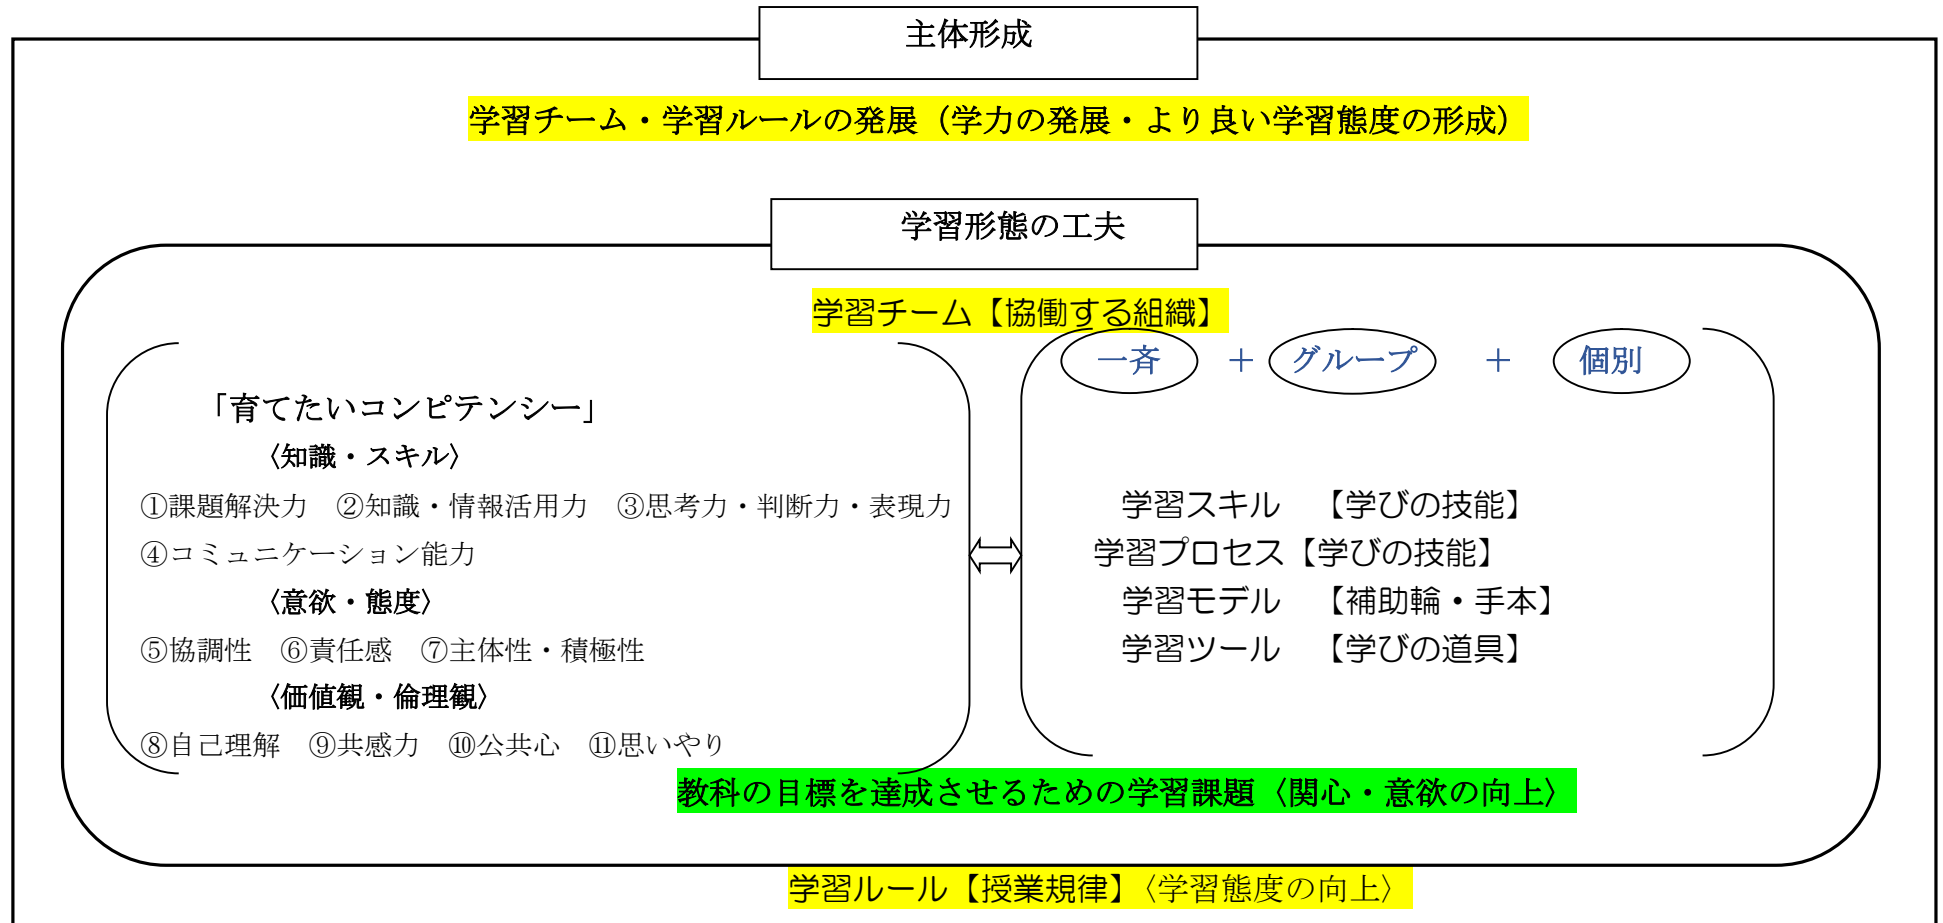 主体形成
学習チーム・学習ルールの発展（学力の発展・より良い学習態度の形成）
学習形態の工夫
学習チーム【協働する組織】
「育てたいコンピテンシー」
〈知識・スキル〉
①課題解決力　②知識・情報活用力　③思考力・判断力・表現力
④コミュニケーション能力
〈意欲・態度〉
⑤協調性　⑥責任感　⑦主体性・積極性
〈価値観・倫理観〉
⑧自己理解　⑨共感力　⑩公共心　⑪思いやり
一斉　＋　グループ　＋　個別
学習スキル　【学びの技能】
学習プロセス【学びの技能】
学習モデル　【補助輪・手本】
学習ツール　【学びの道具】
教科の目標を達成させるための学習課題〈関心・意欲の向上〉
学習ルール【授業規律】〈学習態度の向上〉